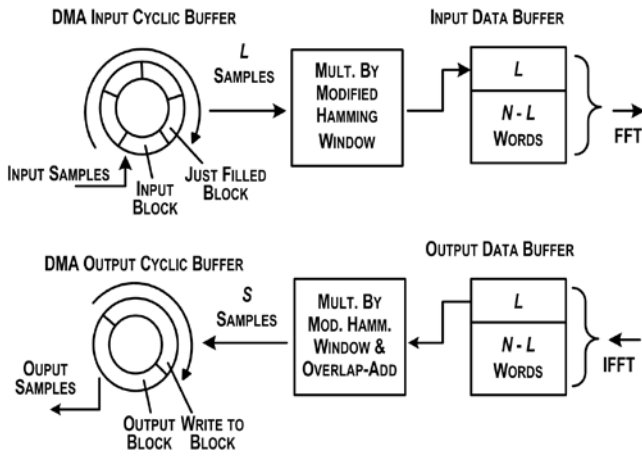 DMA INPUT CYCLIC BUFFER
INPUT DATA BUFFER
L
SAMPLES
MULT. BY
MODIFIED
HAMMING
WINDOW
L
N - L
WORDS
FFT
INPUT SAMPLES
INPUT
BLOCK
JUST FILLED
BLOCK
DMA OUTPUT CYCLIC BUFFER
OUTPUT DATA BUFFER
S
SAMPLES
MULT. BY
MOD. HAMM.
WINDOW &
OVERLAP-ADD
L
N - L
WORDS
IFFT
OUPUT
SAMPLES
OUTPUT
BLOCK
WRITE TO
BLOCK